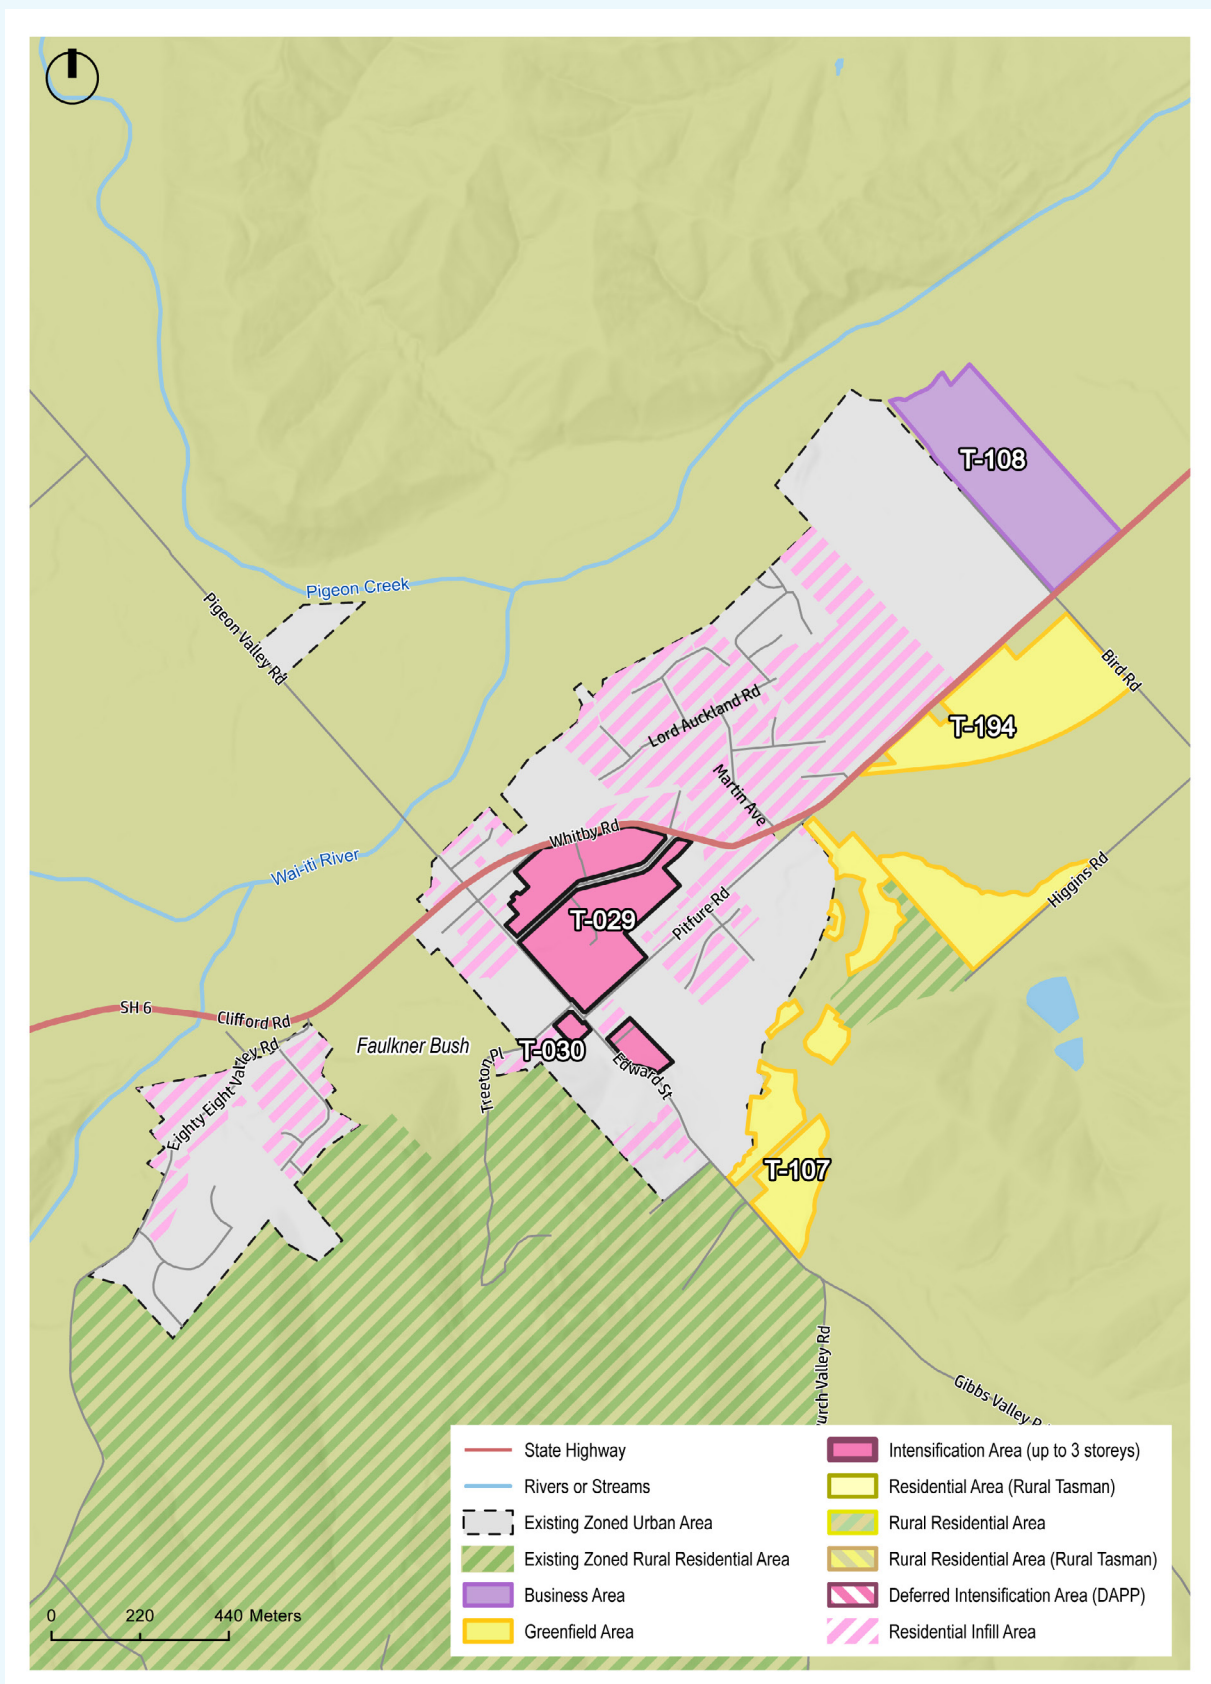 T-108
Pigeon Creek
Pigeon Valley Rd
Bird Rd
Lord Auckland Rd
T-194
Martin Ave
Whitby Rd
Wai-iti River
Higgins Rd
T-029
Pitfure Rd
SH 6
Clifford Rd
Faulkner Bush
T-030
Eighty Eight Valley Rd
Treeton Pl
Edward St
T-107
urch Valley Rd
Gibbs Valley R
State Highway
Rivers or Streams
Existing Zoned Urban Area
Existing Zoned Rural Residential Area
Business Area
Greenfield Area
Intensification Area (up to 3 storeys)
Residential Area (Rural Tasman)
Rural Residential Area
Rural Residential Area (Rural Tasman)
Deferred Intensification Area (DAPP)
Residential Infill Area
0 220 440 Meters